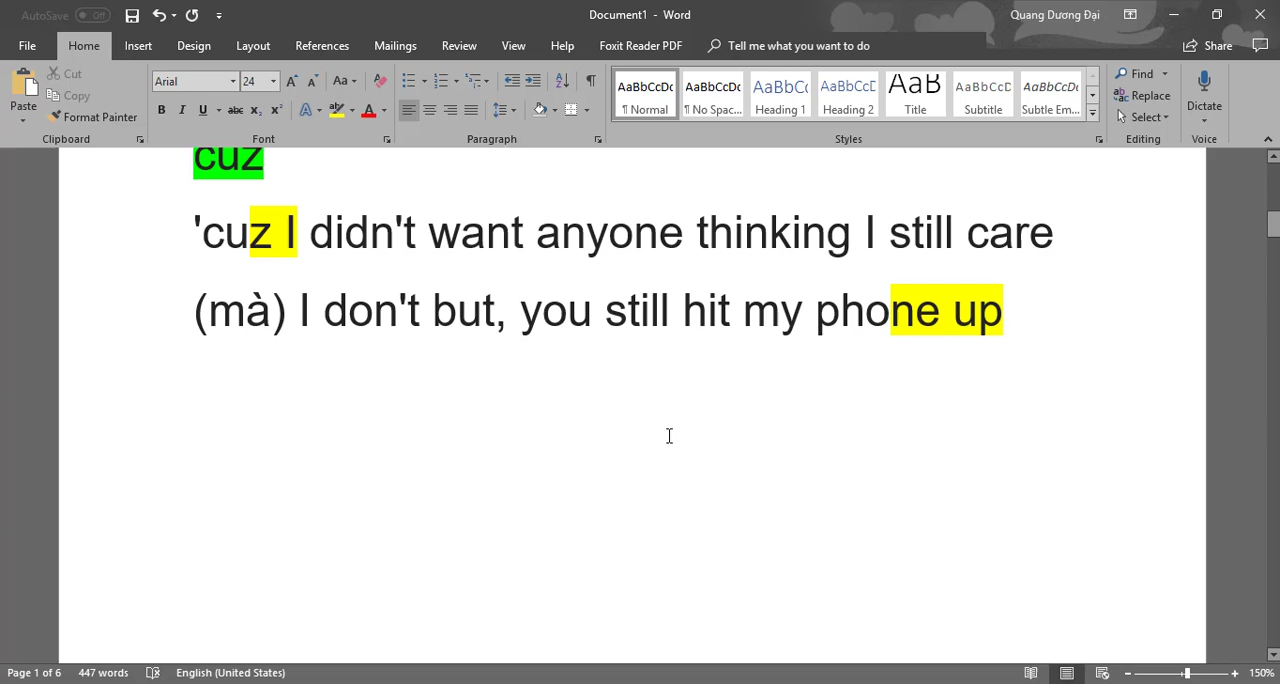 AutoSave Off Document1 - Word Quang Dương Đại
File Home Insert Design Layout References Mailings Review View Help Foxit Reader PDF Tell me what you want to do Share
Paste Cut Copy Format Painter
Arial 24
AaBbCcDc AaBbCcDc AaBbCc AaBbCcD AaB AaBbCcD AaBbCcD
¶ Normal ¶ No Spac... Heading 1 Heading 2 Title Subtitle Subtle Em...
Find Replace Select
Dictate
Clipboard Font Paragraph Styles Editing Voice
cuz
'cuz I didn't want anyone thinking I still care
(mà) I don't but, you still hit my phone up
Page 1 of 6 447 words English (United States) 150%